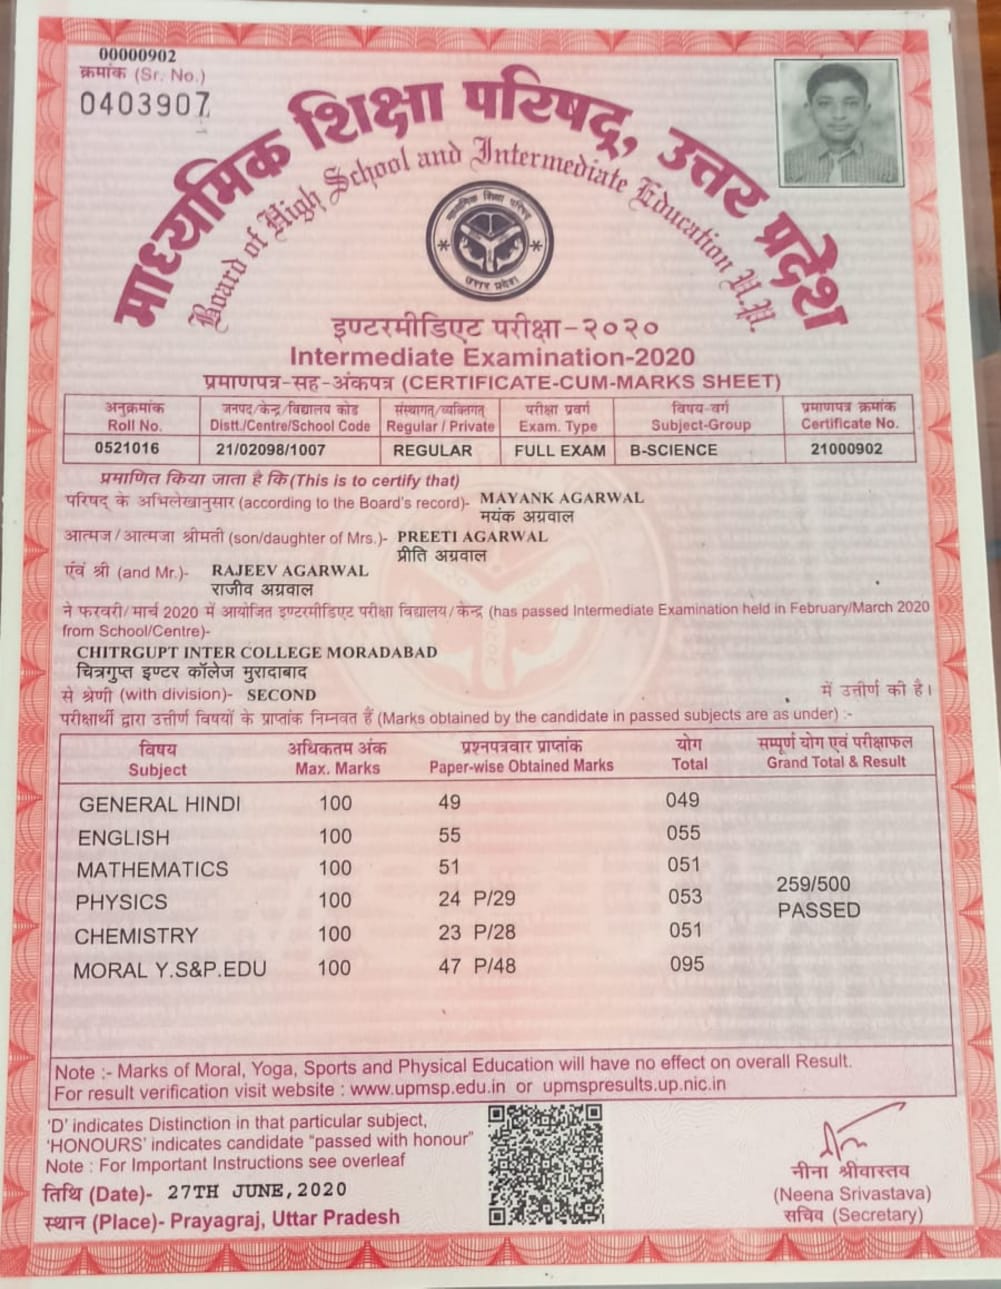 00000902
क्रमांक (Sr. No.)
0403907
माध्यमिक शिक्षा परिषद्, उत्तर प्रदेश
Board of High School and Intermediate Education U.P.
माध्यमिक शिक्षा परिषद्
उत्तर प्रदेश
इण्टरमीडिएट परीक्षा-२०२०
Intermediate Examination-2020
प्रमाणपत्र-सह-अंकपत्र (CERTIFICATE-CUM-MARKS SHEET)
अनुक्रमांक जनपद/केन्द्र/विद्यालय कोड संस्थागत/व्यक्तिगत परीक्षा प्रवर्ग विषय-वर्ग प्रमाणपत्र क्रमांक
Roll No. Distt./Centre/School Code Regular / Private Exam. Type Subject-Group Certificate No.
0521016 21/02098/1007 REGULAR FULL EXAM B-SCIENCE 21000902
प्रमाणित किया जाता है कि (This is to certify that)
परिषद् के अभिलेखानुसार (according to the Board's record)- MAYANK AGARWAL
मयंक अग्रवाल
आत्मज/आत्मजा श्रीमती (son/daughter of Mrs.)- PREETI AGARWAL
प्रीति अग्रवाल
एंवं श्री (and Mr.)- RAJEEV AGARWAL
राजीव अग्रवाल
ने फरवरी/मार्च 2020 में आयोजित इण्टरमीडिएट परीक्षा विद्यालय/केन्द्र (has passed Intermediate Examination held in February/March 2020
from School/Centre)-
CHITRGUPT INTER COLLEGE MORADABAD
चित्रगुप्त इण्टर कॉलेज मुरादाबाद
से श्रेणी (with division)- SECOND में उत्तीर्ण की है।
परीक्षार्थी द्वारा उत्तीर्ण विषयों के प्राप्तांक निम्नवत हैं (Marks obtained by the candidate in passed subjects are as under) :-
विषय अधिकतम अंक प्रश्नपत्रवार प्राप्तांक योग सम्पूर्ण योग एवं परीक्षाफल
Subject Max. Marks Paper-wise Obtained Marks Total Grand Total & Result
GENERAL HINDI 100 49 049
ENGLISH 100 55 055
MATHEMATICS 100 51 051
259/500
PHYSICS 100 24 P/29 053
PASSED
CHEMISTRY 100 23 P/28 051
MORAL Y.S&P.EDU 100 47 P/48 095
Note :- Marks of Moral, Yoga, Sports and Physical Education will have no effect on overall Result.
For result verification visit website : www.upmsp.edu.in or upmspresults.up.nic.in
'D' indicates Distinction in that particular subject,
'HONOURS' indicates candidate "passed with honour"
Note : For Important Instructions see overleaf
तिथि (Date)- 27TH JUNE,2020
स्थान (Place)- Prayagraj, Uttar Pradesh
नीना श्रीवास्तव
(Neena Srivastava)
सचिव (Secretary)